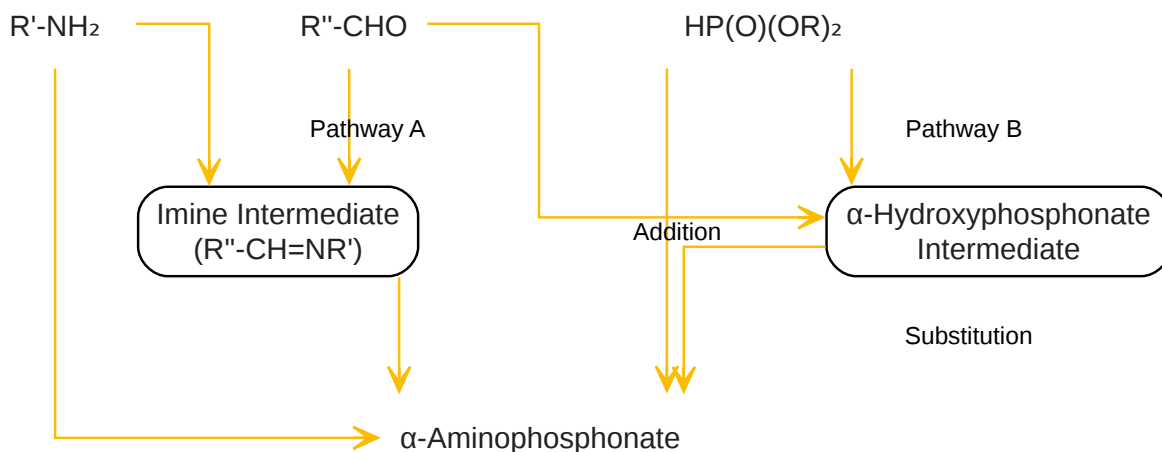 R'-NH₂
R''-CHO
HP(O)(OR)₂
Pathway A
Pathway B
Imine Intermediate
(R''-CH=NR')
α-Hydroxyphosphonate
Intermediate
Addition
Substitution
α-Aminophosphonate